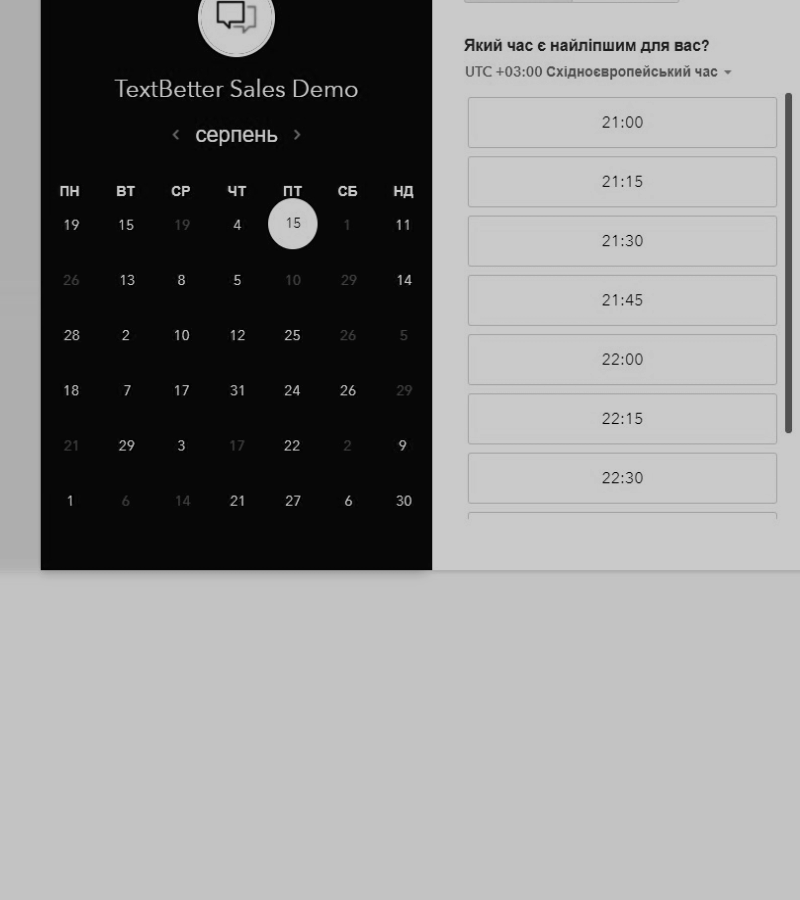 TextBetter Sales Demo
серпень
ПН ВТ СР ЧТ ПТ СБ НД
19 15 19 4 15 1 11
26 13 8 5 10 29 14
28 2 10 12 25 26 5
18 7 17 31 24 26 29
21 29 3 17 22 2 9
1 6 14 21 27 6 30
Який час є найліпшим для вас?
UTC +03:00 Східноєвропейський час
21:00
21:15
21:30
21:45
22:00
22:15
22:30